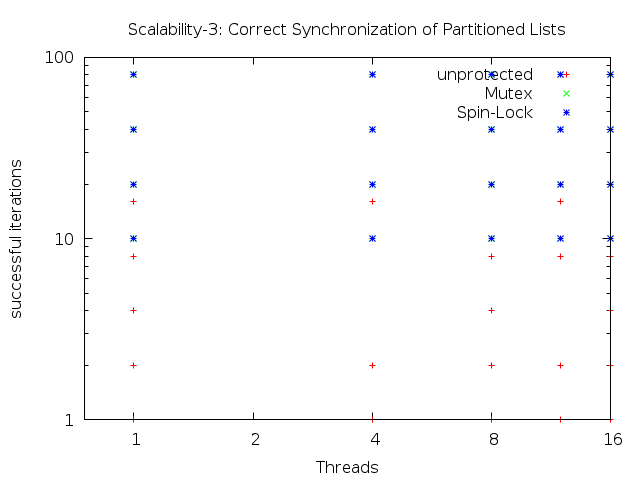 Scalability-3: Correct Synchronization of Partitioned Lists
100
10
1
successful iterations
unprotected
Mutex
Spin-Lock
1 2 4 8 16
Threads